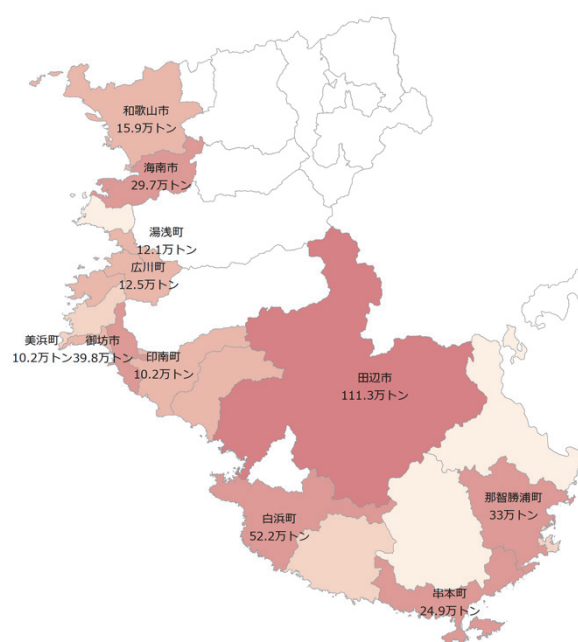 和歌山市
15.9万トン
海南市
29.7万トン
湯浅町
12.1万トン
広川町
12.5万トン
美浜町
10.2万トン
御坊市
39.8万トン
印南町
10.2万トン
田辺市
111.3万トン
那智勝浦町
33万トン
白浜町
52.2万トン
串本町
24.9万トン